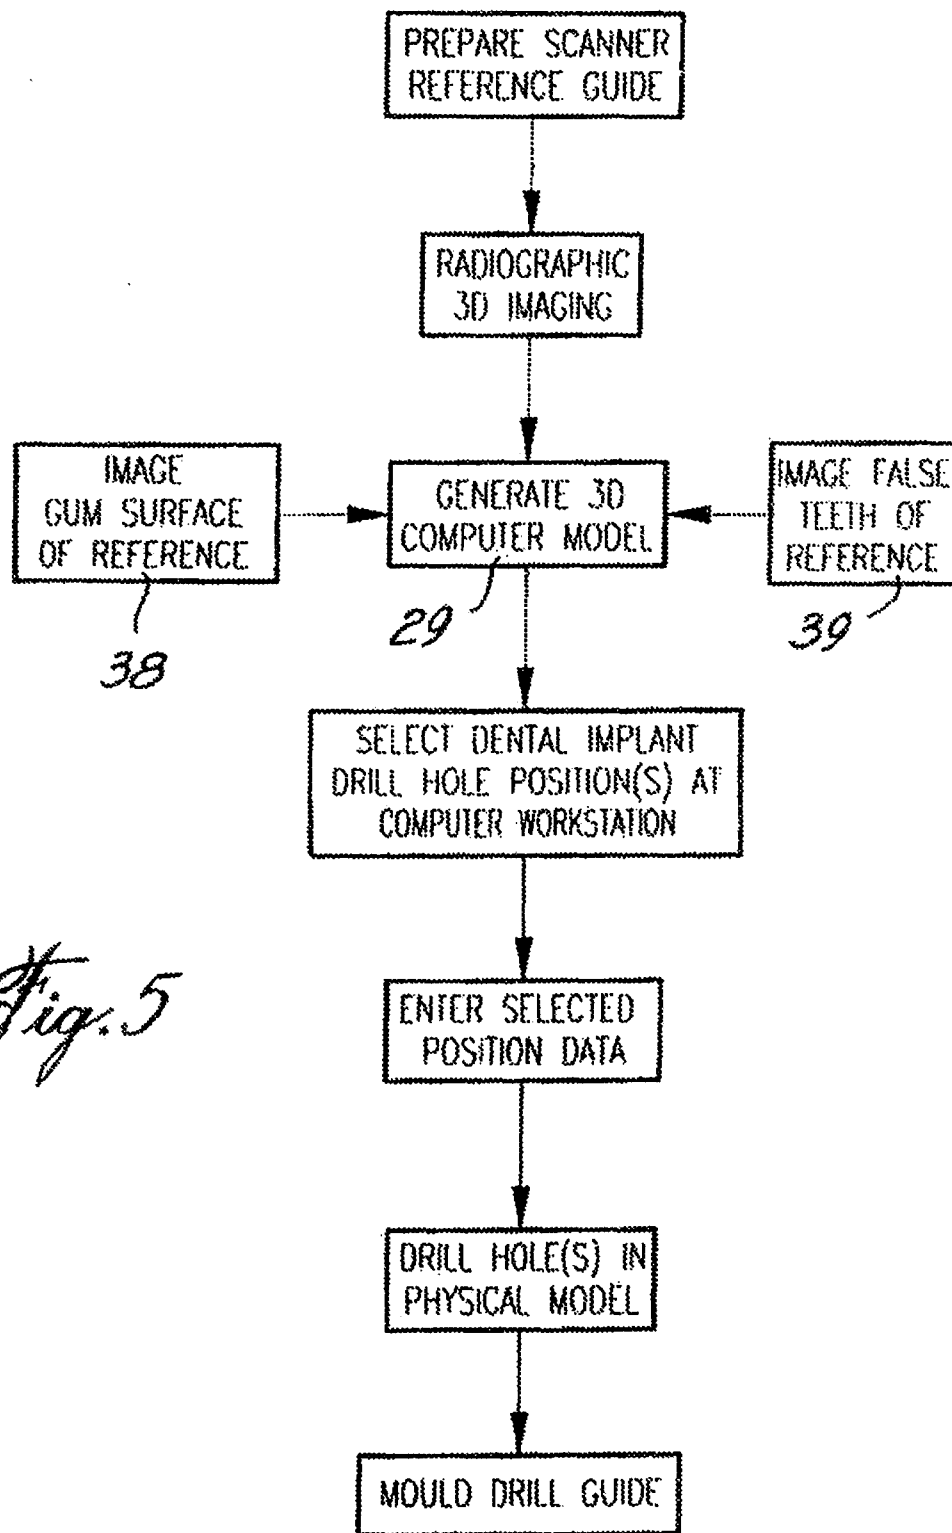 PREPARE SCANNER
REFERENCE GUIDE
RADIOGRAPHIC
3D IMAGING
IMAGE
GUM SURFACE
OF REFERENCE
38
GENERATE 3D
COMPUTER MODEL
29
IMAGE FALSE
TEETH OF
REFERENCE
39
SELECT DENTAL IMPLANT
DRILL HOLE POSITION(S) AT
COMPUTER WORKSTATION
Fig. 5
ENTER SELECTED
POSITION DATA
DRILL HOLE(S) IN
PHYSICAL MODEL
MOULD DRILL GUIDE